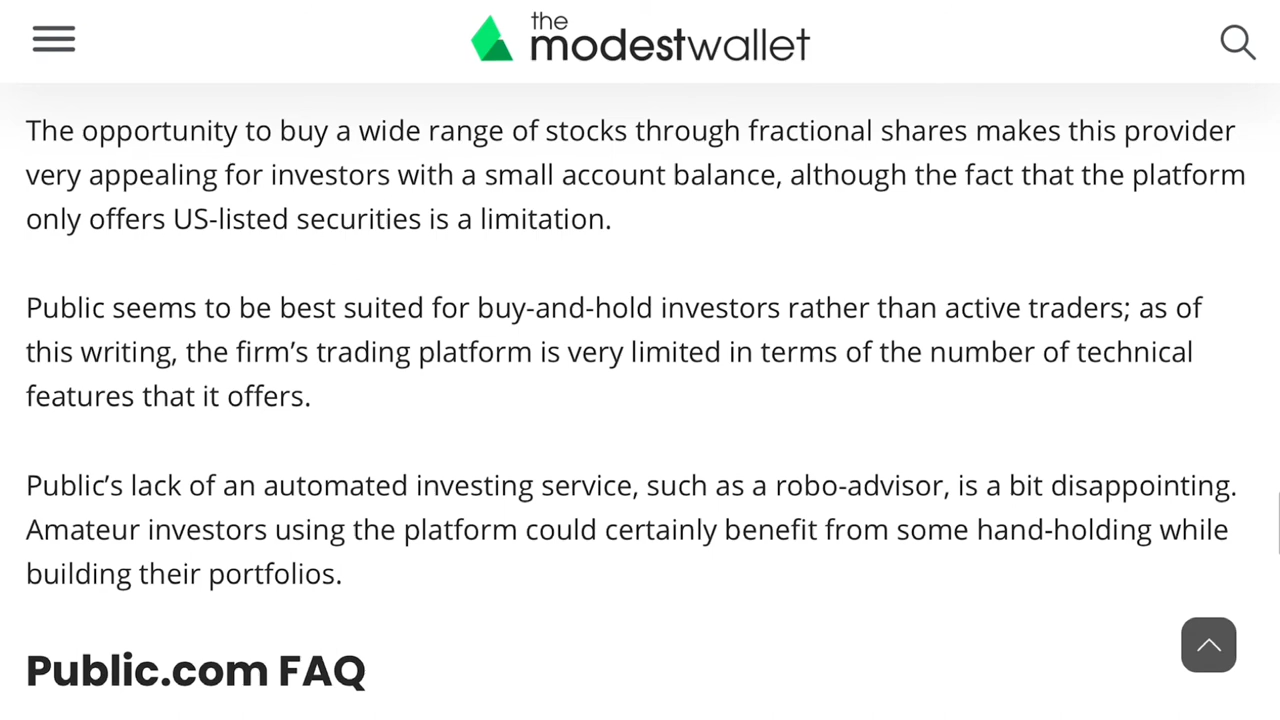 the
modestwallet
The opportunity to buy a wide range of stocks through fractional shares makes this provider
very appealing for investors with a small account balance, although the fact that the platform
only offers US-listed securities is a limitation.
Public seems to be best suited for buy-and-hold investors rather than active traders; as of
this writing, the firm’s trading platform is very limited in terms of the number of technical
features that it offers.
Public’s lack of an automated investing service, such as a robo-advisor, is a bit disappointing.
Amateur investors using the platform could certainly benefit from some hand-holding while
building their portfolios.
Public.com FAQ